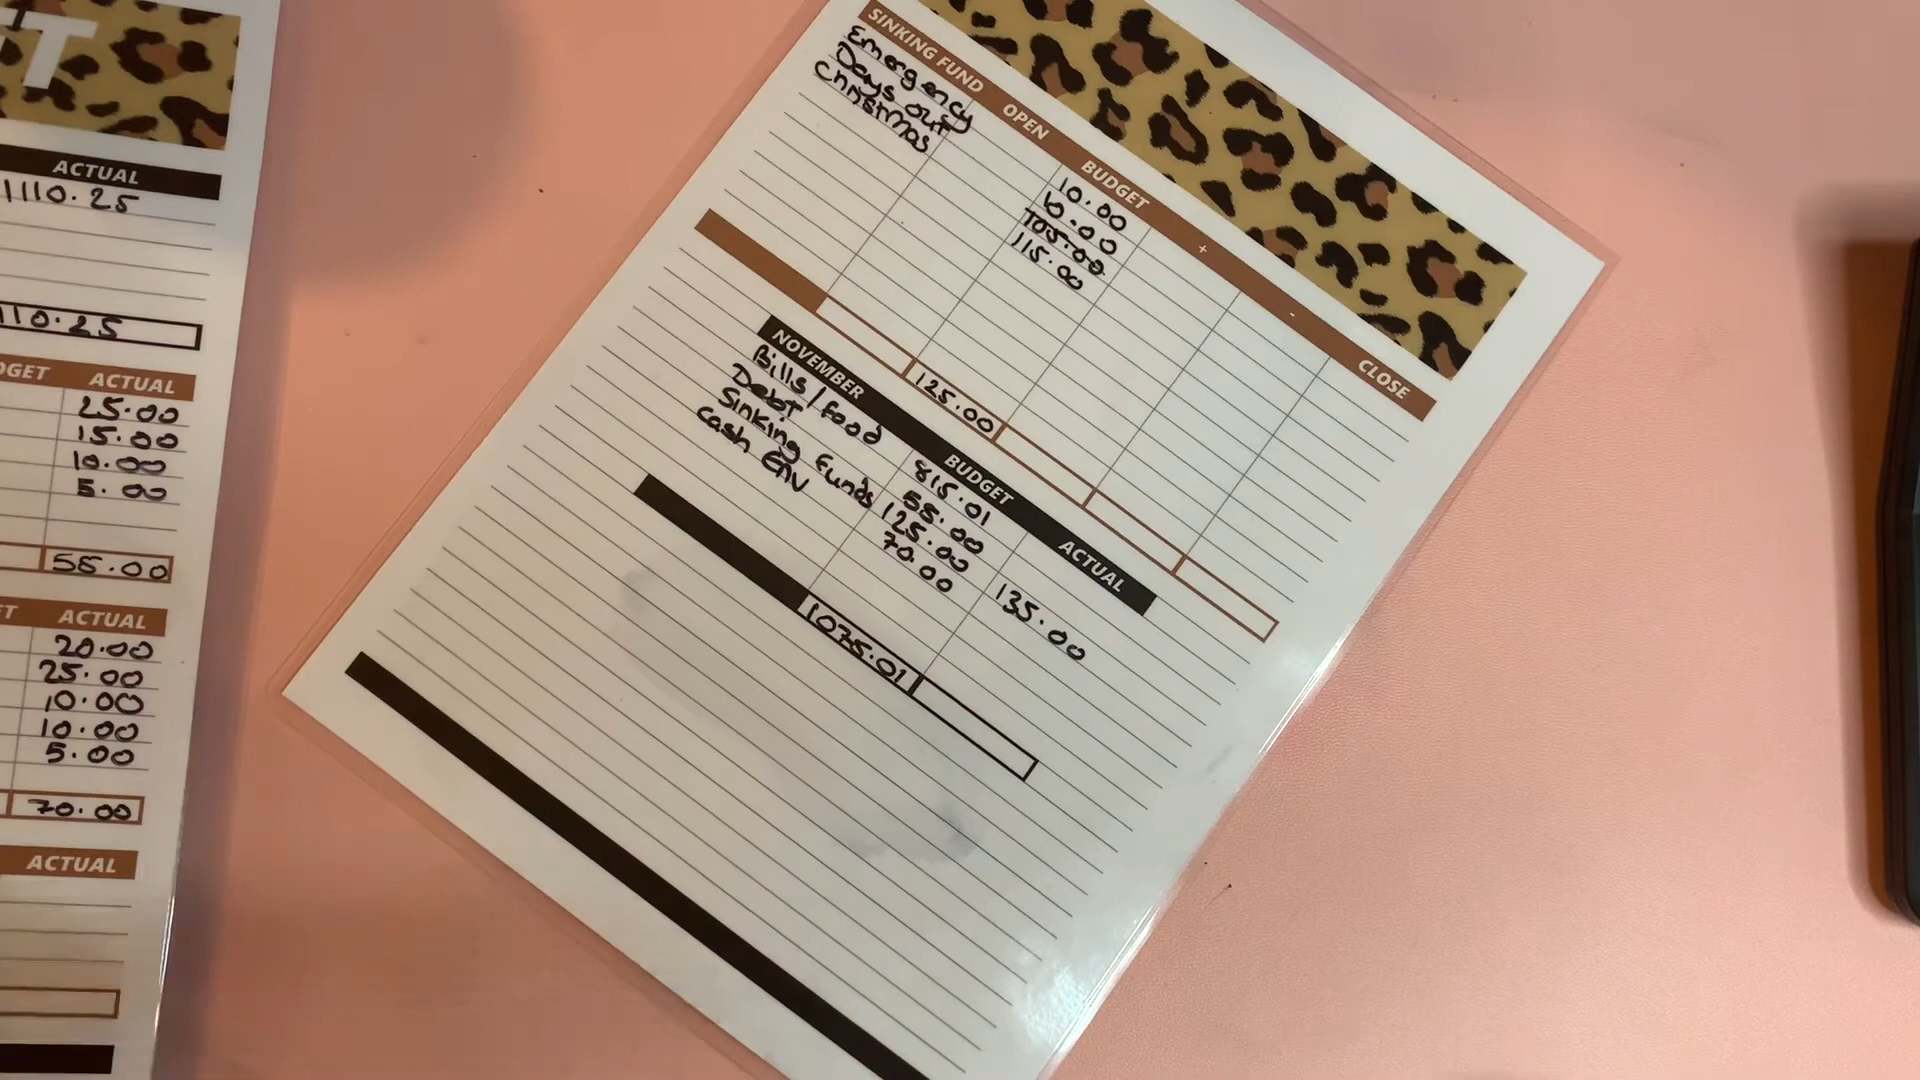 T
ACTUAL
1110.25
110.25
DGET ACTUAL
25.00
15.00
10.00
5.00
55.00
ET ACTUAL
20.00
25.00
10.00
10.00
5.00
70.00
ACTUAL
SINKING FUND OPEN BUDGET + - CLOSE
Emergency 10.00
Days out
Christmas 105.00
115.00
125.00
NOVEMBER BUDGET ACTUAL
Bills/food 815.01
Debt 55.00
Sinking Funds 125.00 135.00
Cash ENV 70.00
1075.01